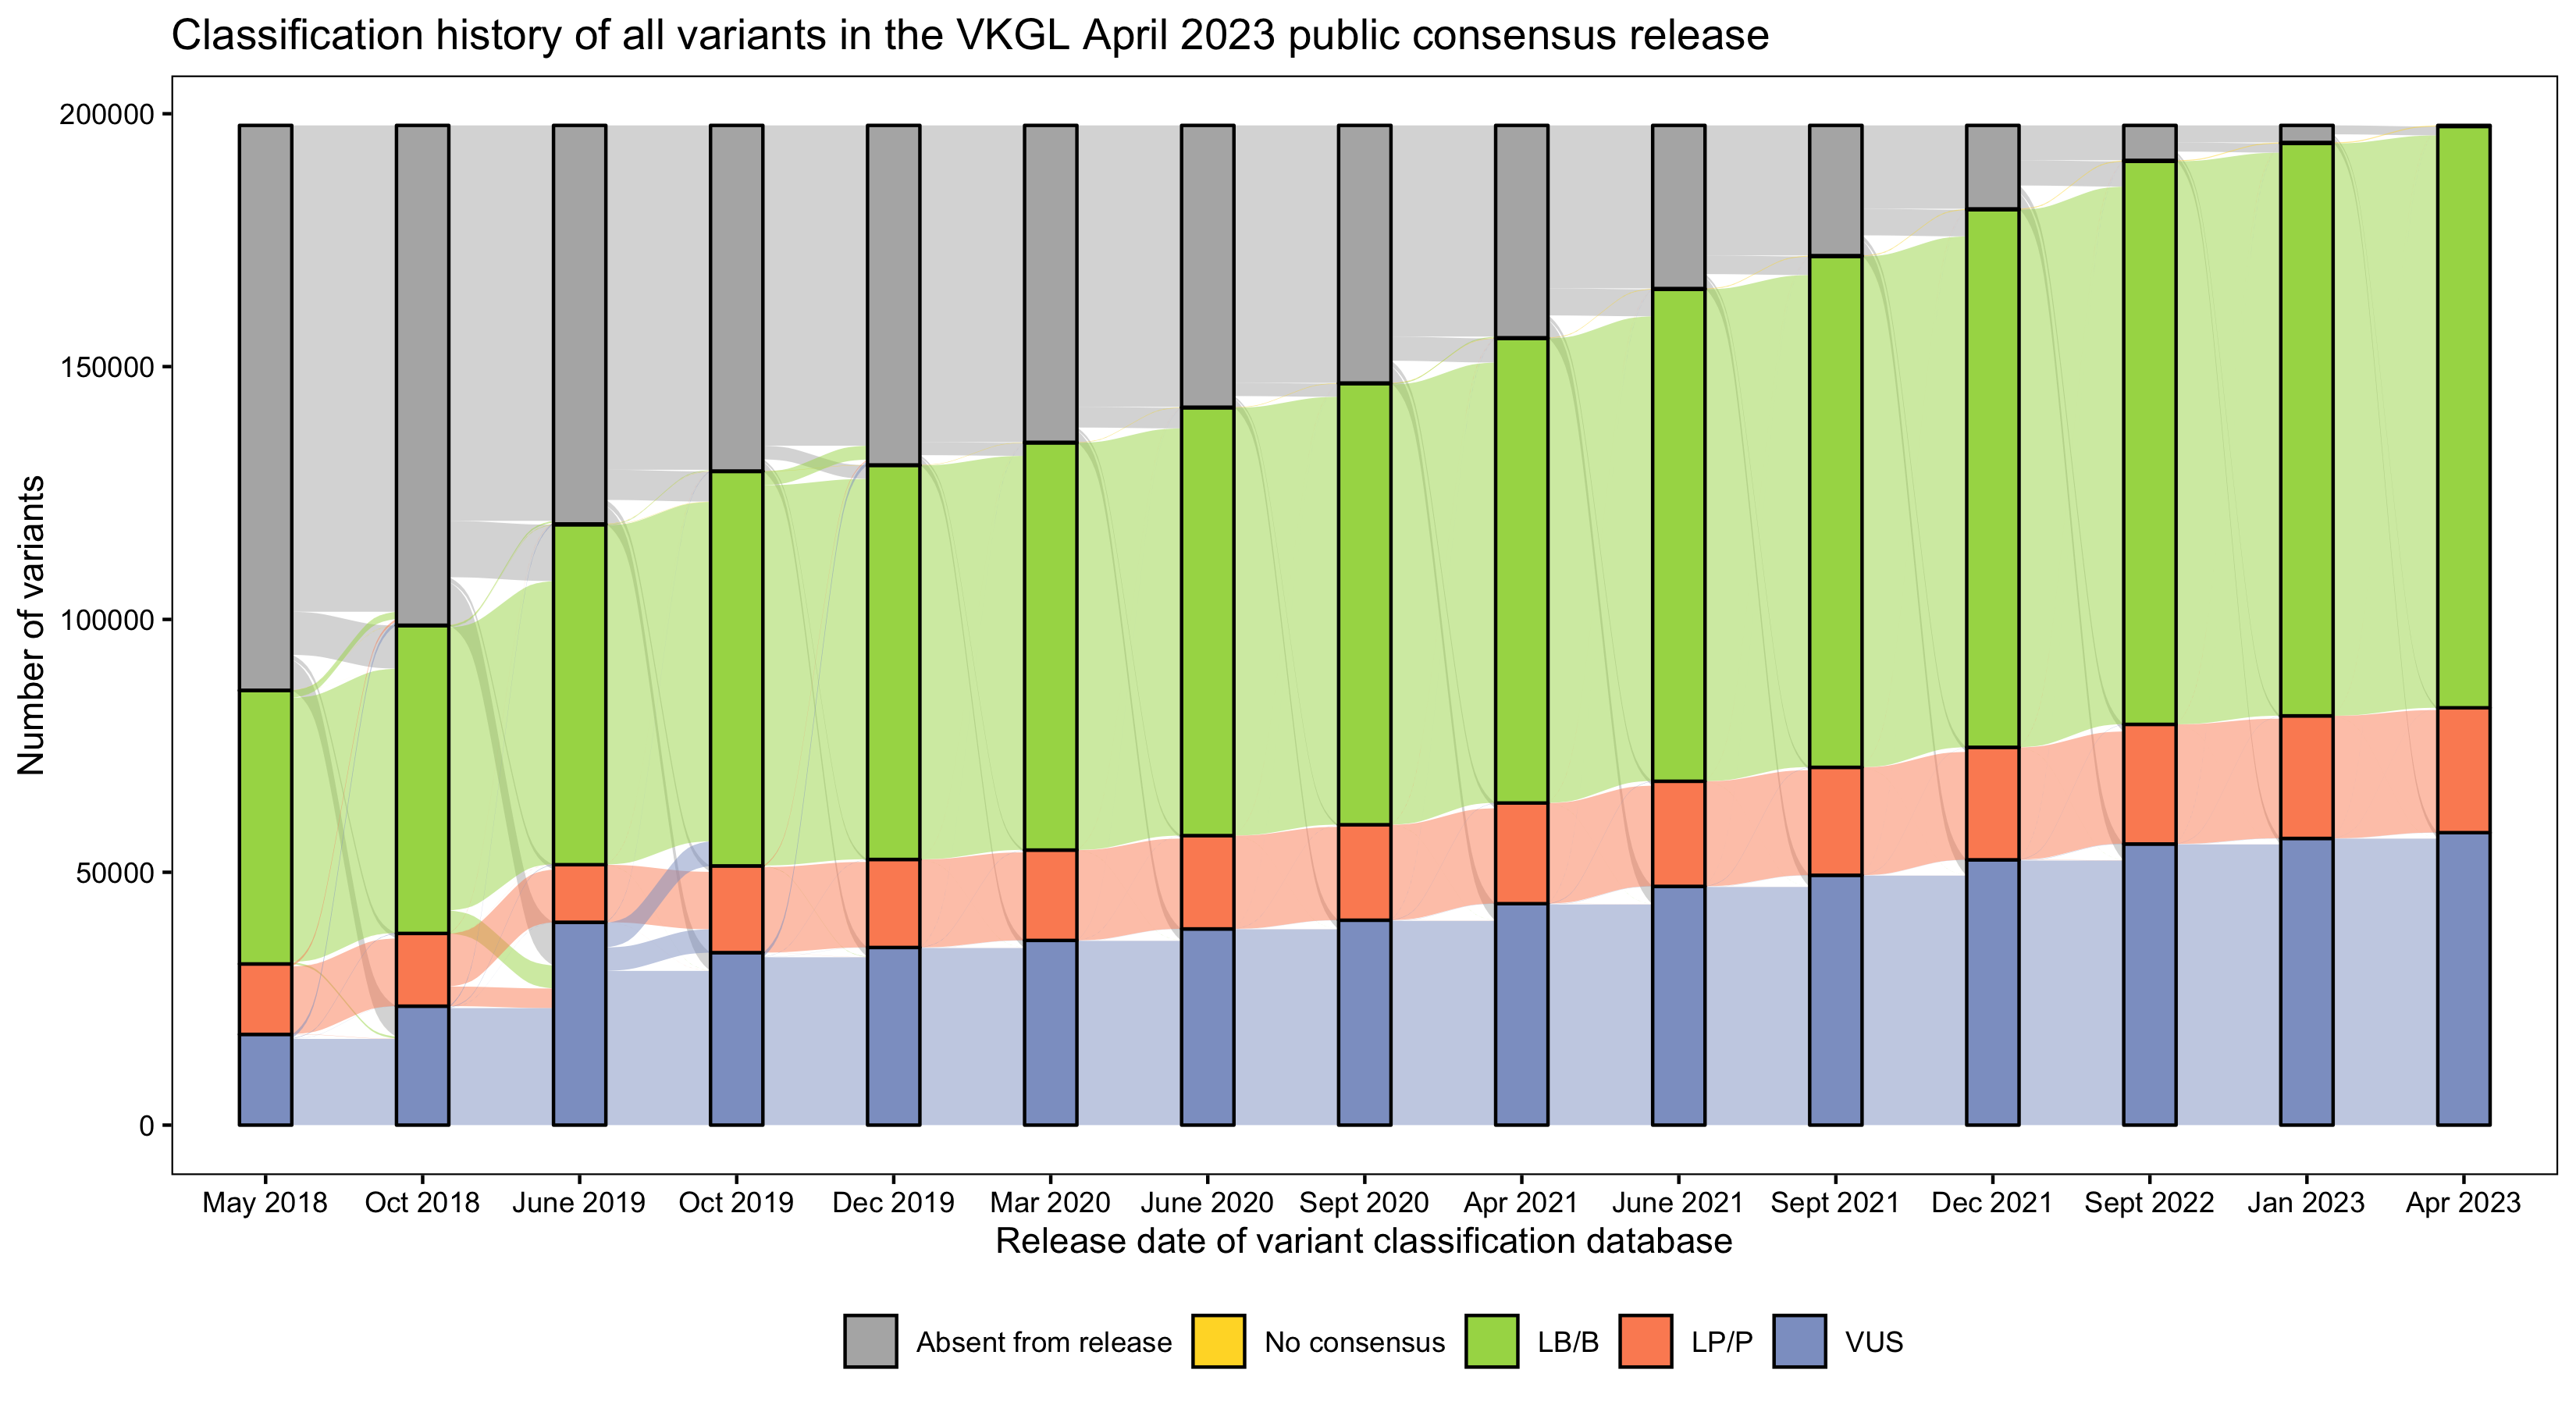 Classification history of all variants in the VKGL April 2023 public consensus release
Number of variants
200000
150000
100000
50000
0
May 2018 Oct 2018 June 2019 Oct 2019 Dec 2019 Mar 2020 June 2020 Sept 2020 Apr 2021 June 2021 Sept 2021 Dec 2021 Sept 2022 Jan 2023 Apr 2023
Release date of variant classification database
Absent from release No consensus LB/B LP/P VUS